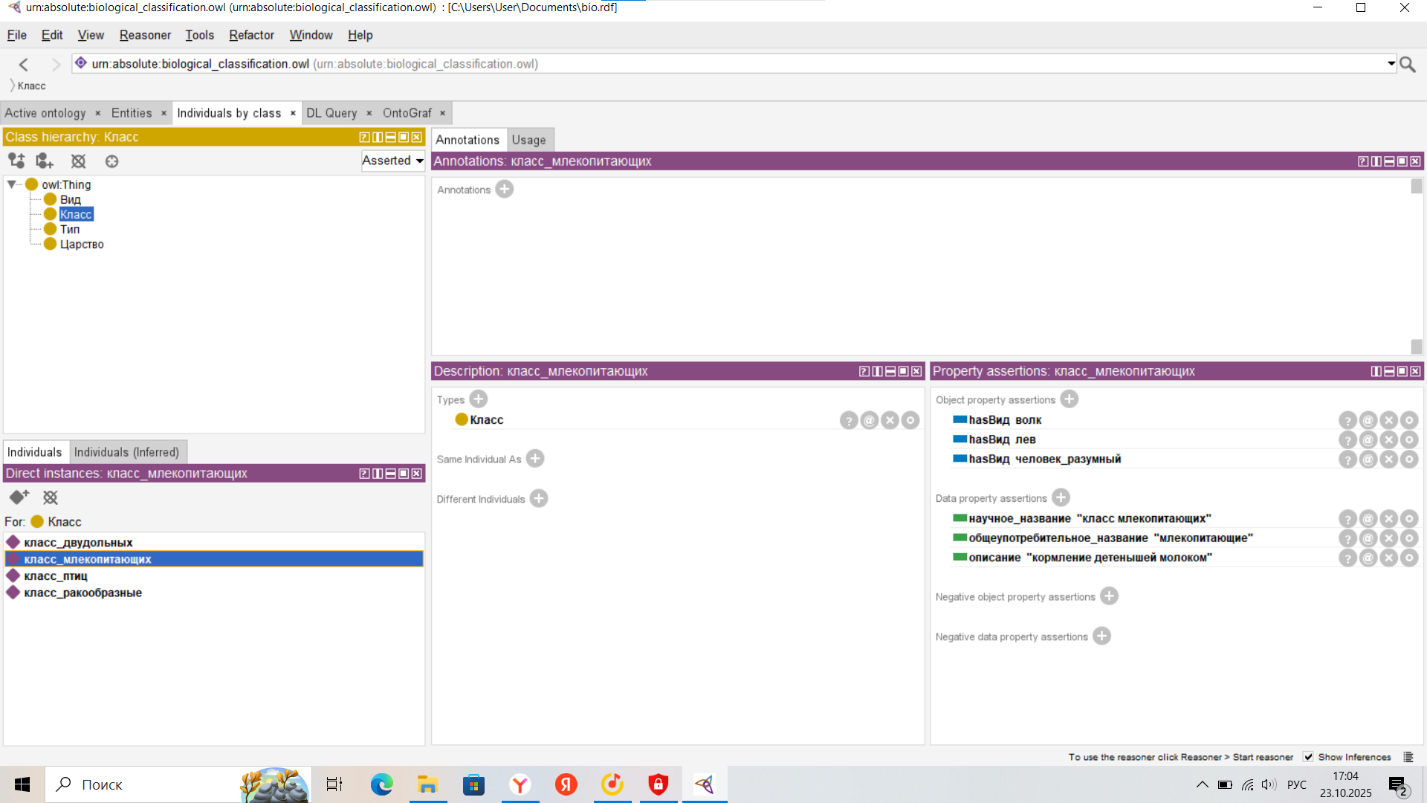 urn:absolute:biological_classification.owl (urn:absolute:biological_classification.owl) : [C:\Users\User\Documents\bio.rdf]
File Edit View Reasoner Tools Refactor Window Help
urn:absolute:biological_classification.owl (urn:absolute:biological_classification.owl)
Класс
Active ontology × Entities × Individuals by class × DL Query × OntoGraf ×
Class hierarchy: Класс
Asserted
owl:Thing
Вид
Класс
Тип
Царство
Individuals Individuals (Inferred)
Direct instances: класс_млекопитающих
For: Класс
класс_двудольных
класс_млекопитающих
класс_птиц
класс_ракообразные
Annotations Usage
Annotations: класс_млекопитающих
Annotations
Description: класс_млекопитающих
Types
Класс
Same Individual As
Different Individuals
Property assertions: класс_млекопитающих
Object property assertions
hasВид волк
hasВид лев
hasВид человек_разумный
Data property assertions
научное_название "класс млекопитающих"
общеупотребительное_название "млекопитающие"
описание "кормление детенышей молоком"
Negative object property assertions
Negative data property assertions
To use the reasoner click Reasoner > Start reasoner Show Inferences
Поиск
РУС
17:04
23.10.2025
2